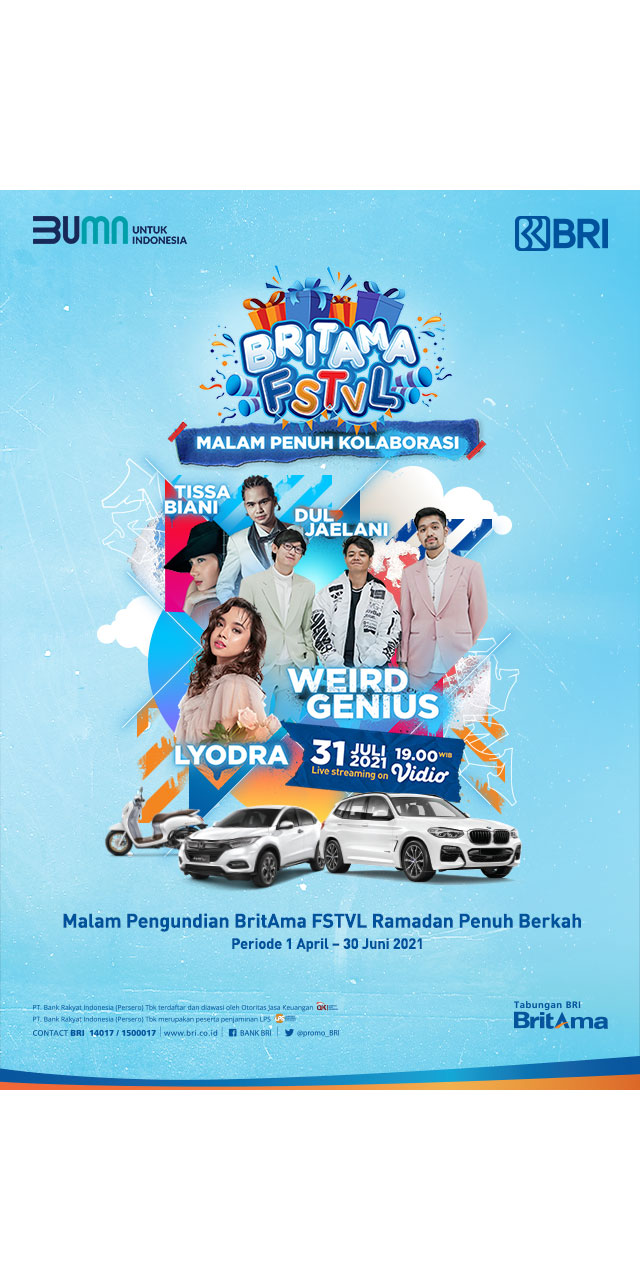 BUMN UNTUK
INDONESIA
BRI
BRITAMA
FSTVL
MALAM PENUH KOLABORASI
TISSA
BIANI
DUL
JAELANI
WEIRD
GENIUS
LYODRA
31 JULI
2021
19.00 WIB
Live streaming on Vidio
Malam Pengundian BritAma FSTVL Ramadan Penuh Berkah
Periode 1 April – 30 Juni 2021
PT. Bank Rakyat Indonesia (Persero) Tbk terdaftar dan diawasi oleh Otoritas Jasa Keuangan
PT. Bank Rakyat Indonesia (Persero) Tbk merupakan peserta penjaminan LPS
CONTACT BRI 14017 / 1500017 | www.bri.co.id | BANK BRI | @promo_BRI
Tabungan BRI
BritAma